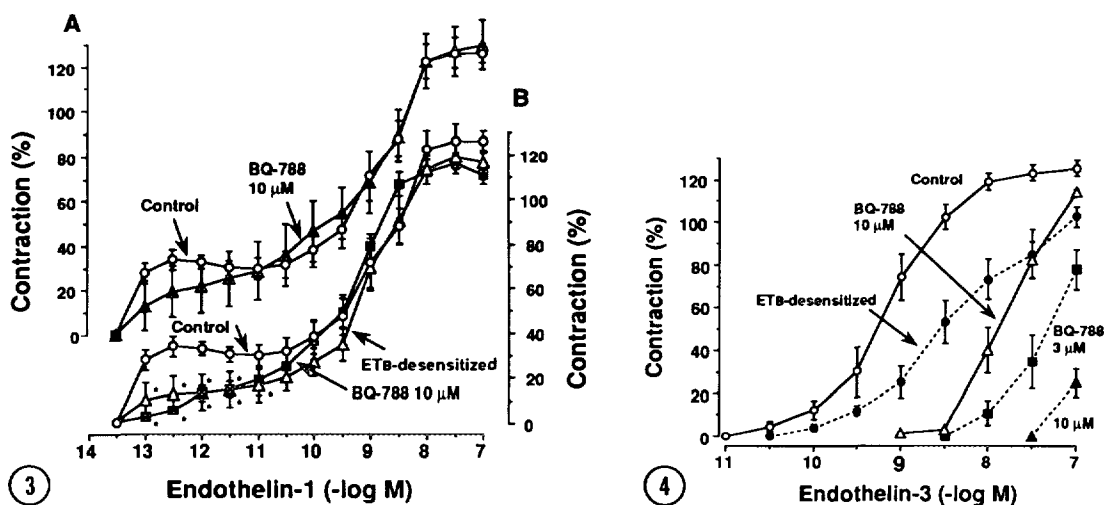 A
120
100
80
60
40
20
0
Contraction (%)
BQ-788
10 µM
Control
B
120
100
80
60
40
20
0
Contraction (%)
Control
ETB-desensitized
BQ-788 10 µM
14 13 12 11 10 9 8 7
3
Endothelin-1 (-log M)
120
100
80
60
40
20
0
Contraction (%)
Control
BQ-788
10 µM
ETB-desensitized
BQ-788
3 µM
10 µM
11 10 9 8 7
4
Endothelin-3 (-log M)